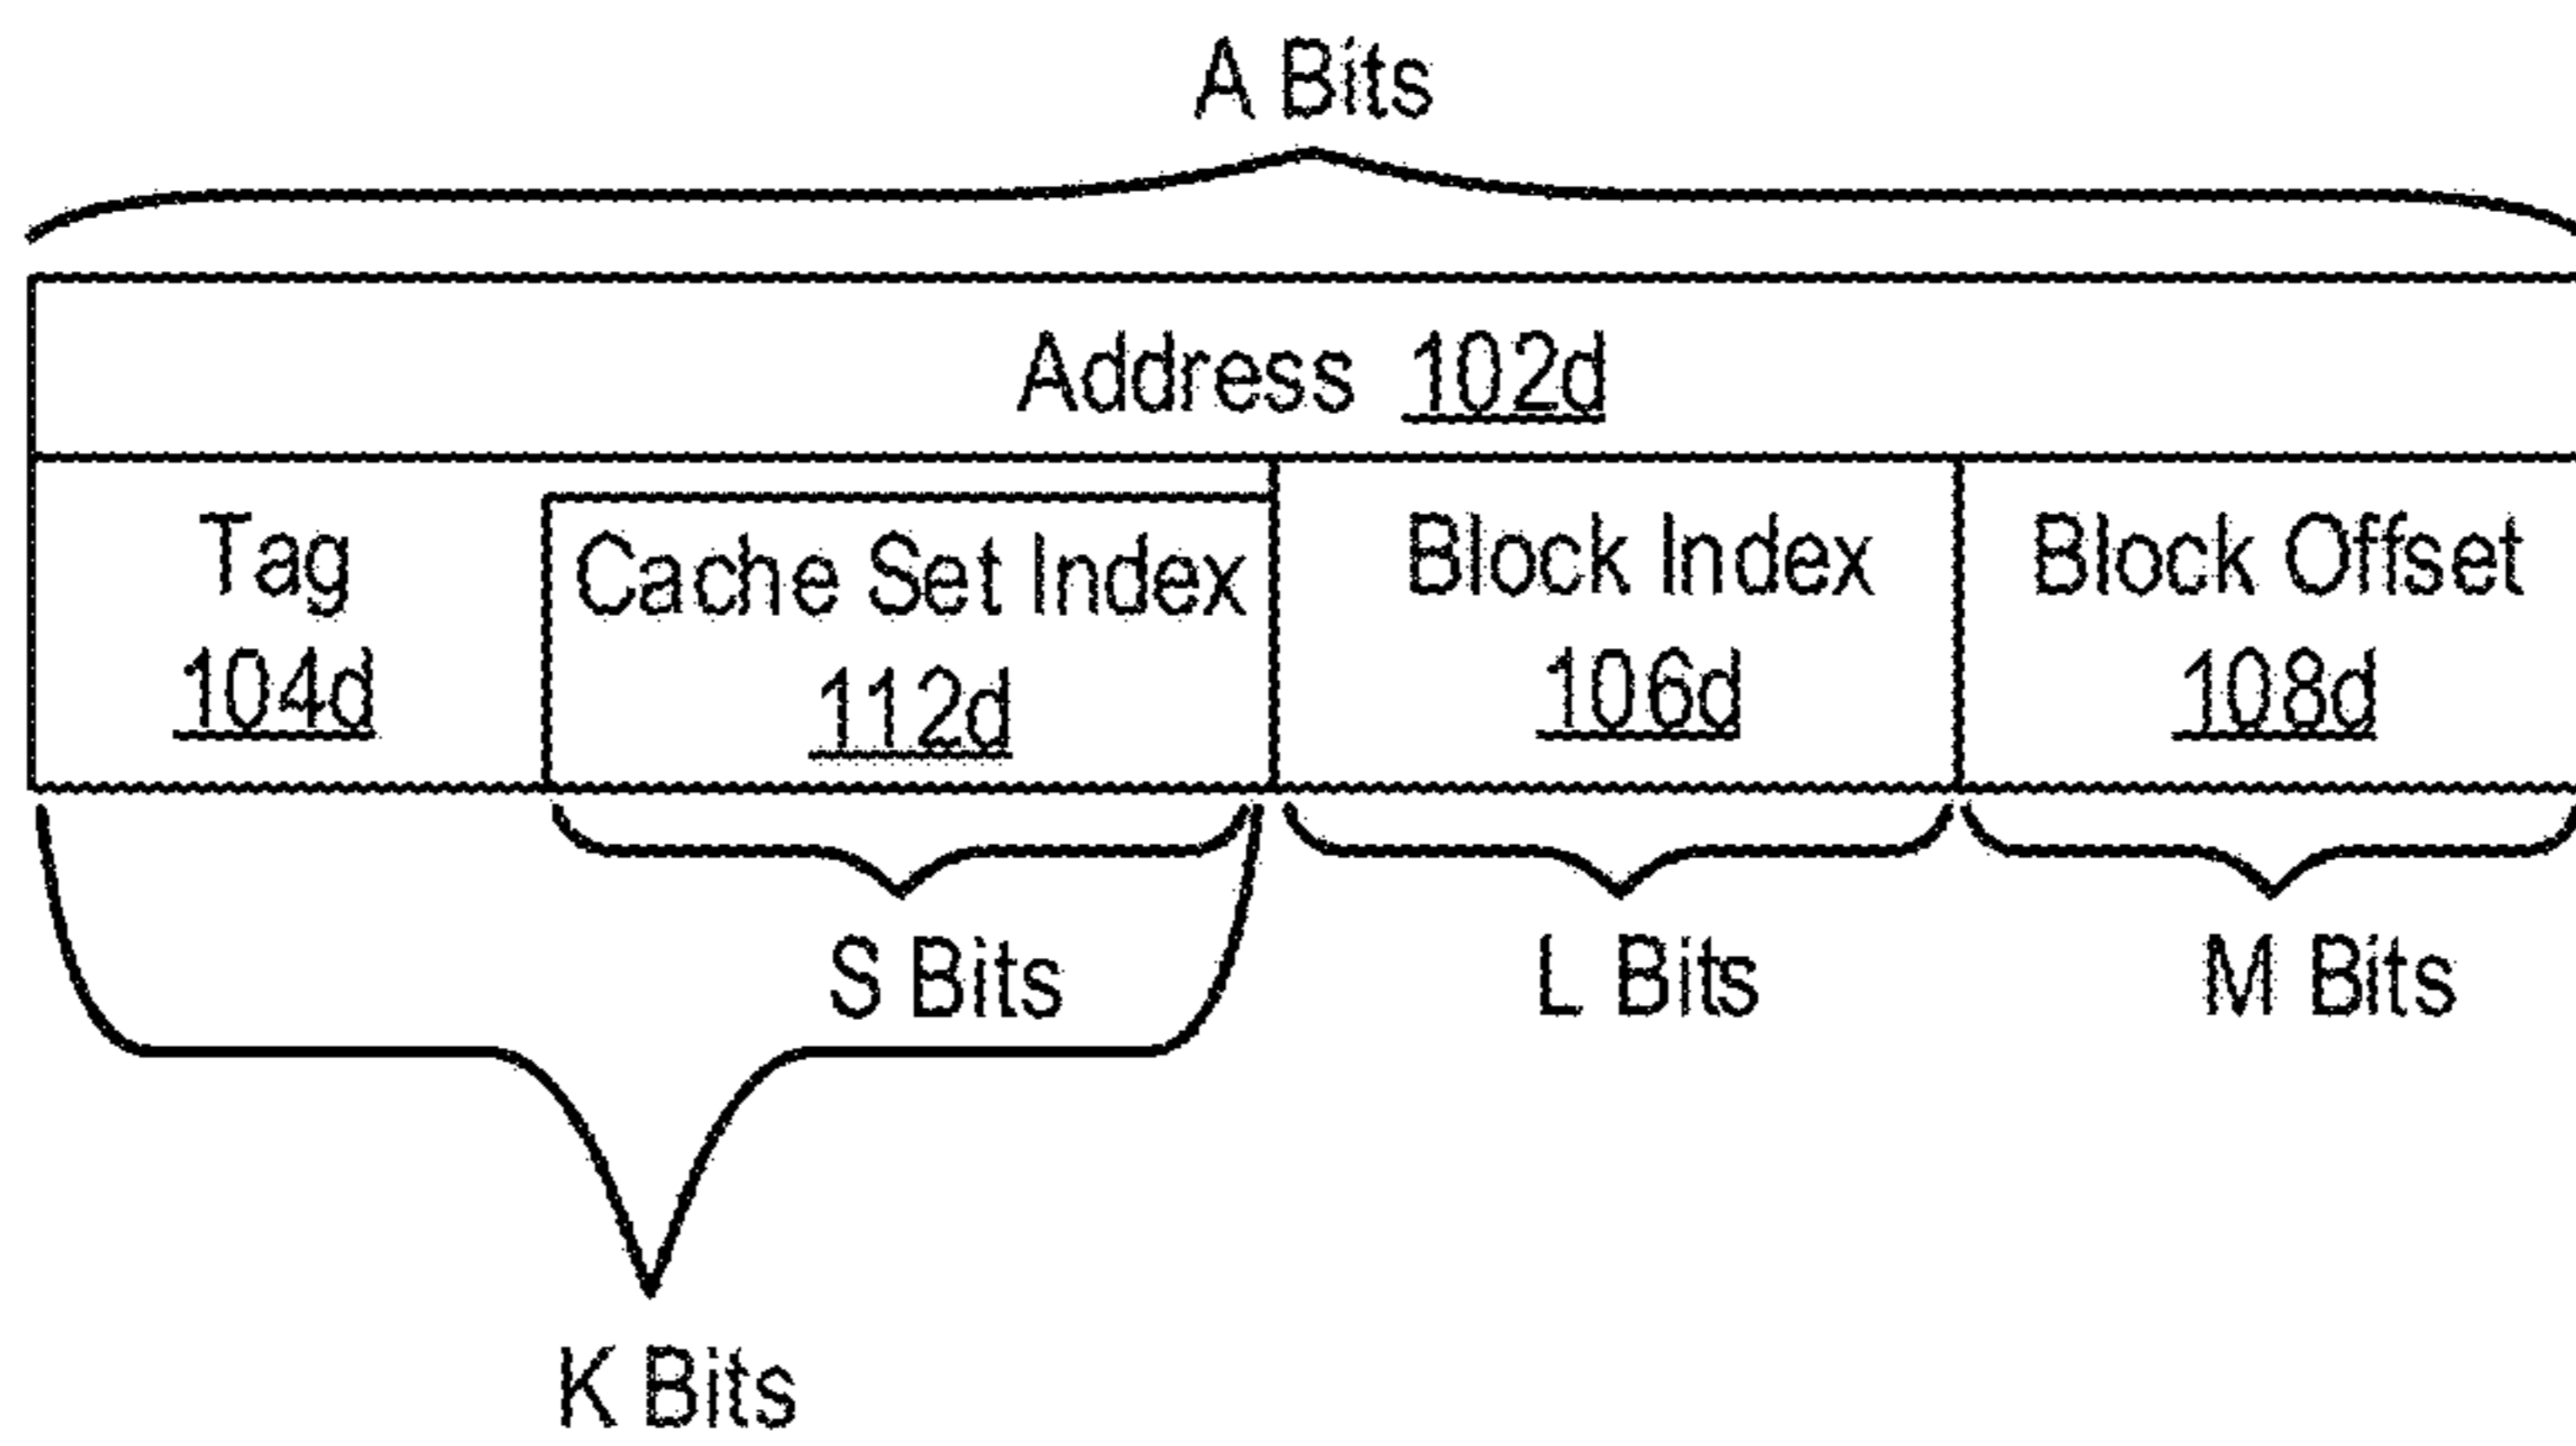 A Bits
Address 102d
Tag
104d
Cache Set Index
112d
Block Index
106d
Block Offset
108d
S Bits
L Bits
M Bits
K Bits